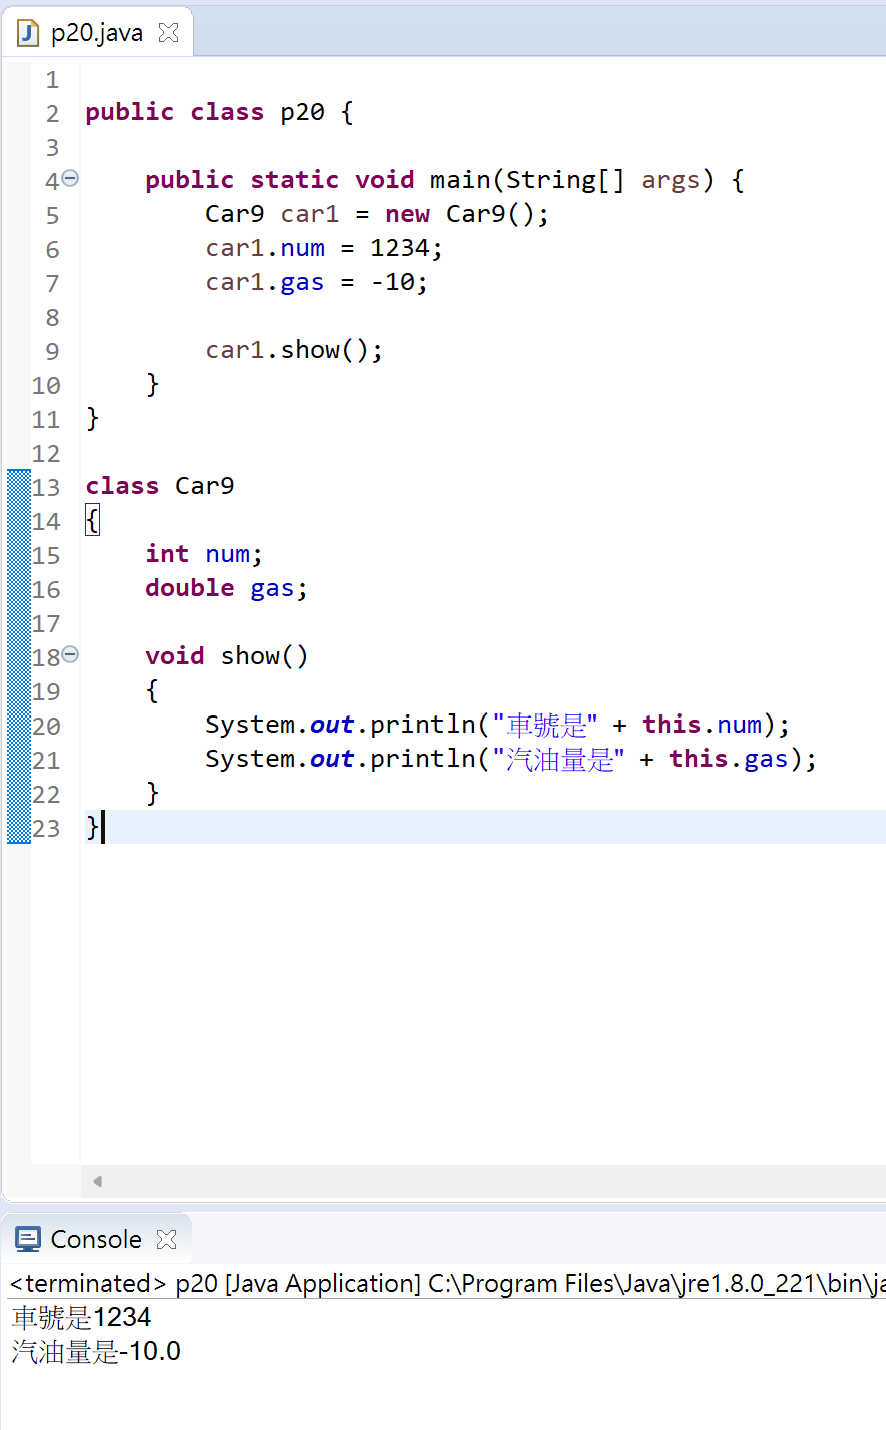 p20.java
1
2 public class p20 {
3
4 public static void main(String[] args) {
5 Car9 car1 = new Car9();
6 car1.num = 1234;
7 car1.gas = -10;
8
9 car1.show();
10 }
11 }
12
13 class Car9
14 {
15 int num;
16 double gas;
17
18 void show()
19 {
20 System.out.println("車號是" + this.num);
21 System.out.println("汽油量是" + this.gas);
22 }
23 }
Console
<terminated> p20 [Java Application] C:\Program Files\Java\jre1.8.0_221\bin\ja
車號是1234
汽油量是-10.0